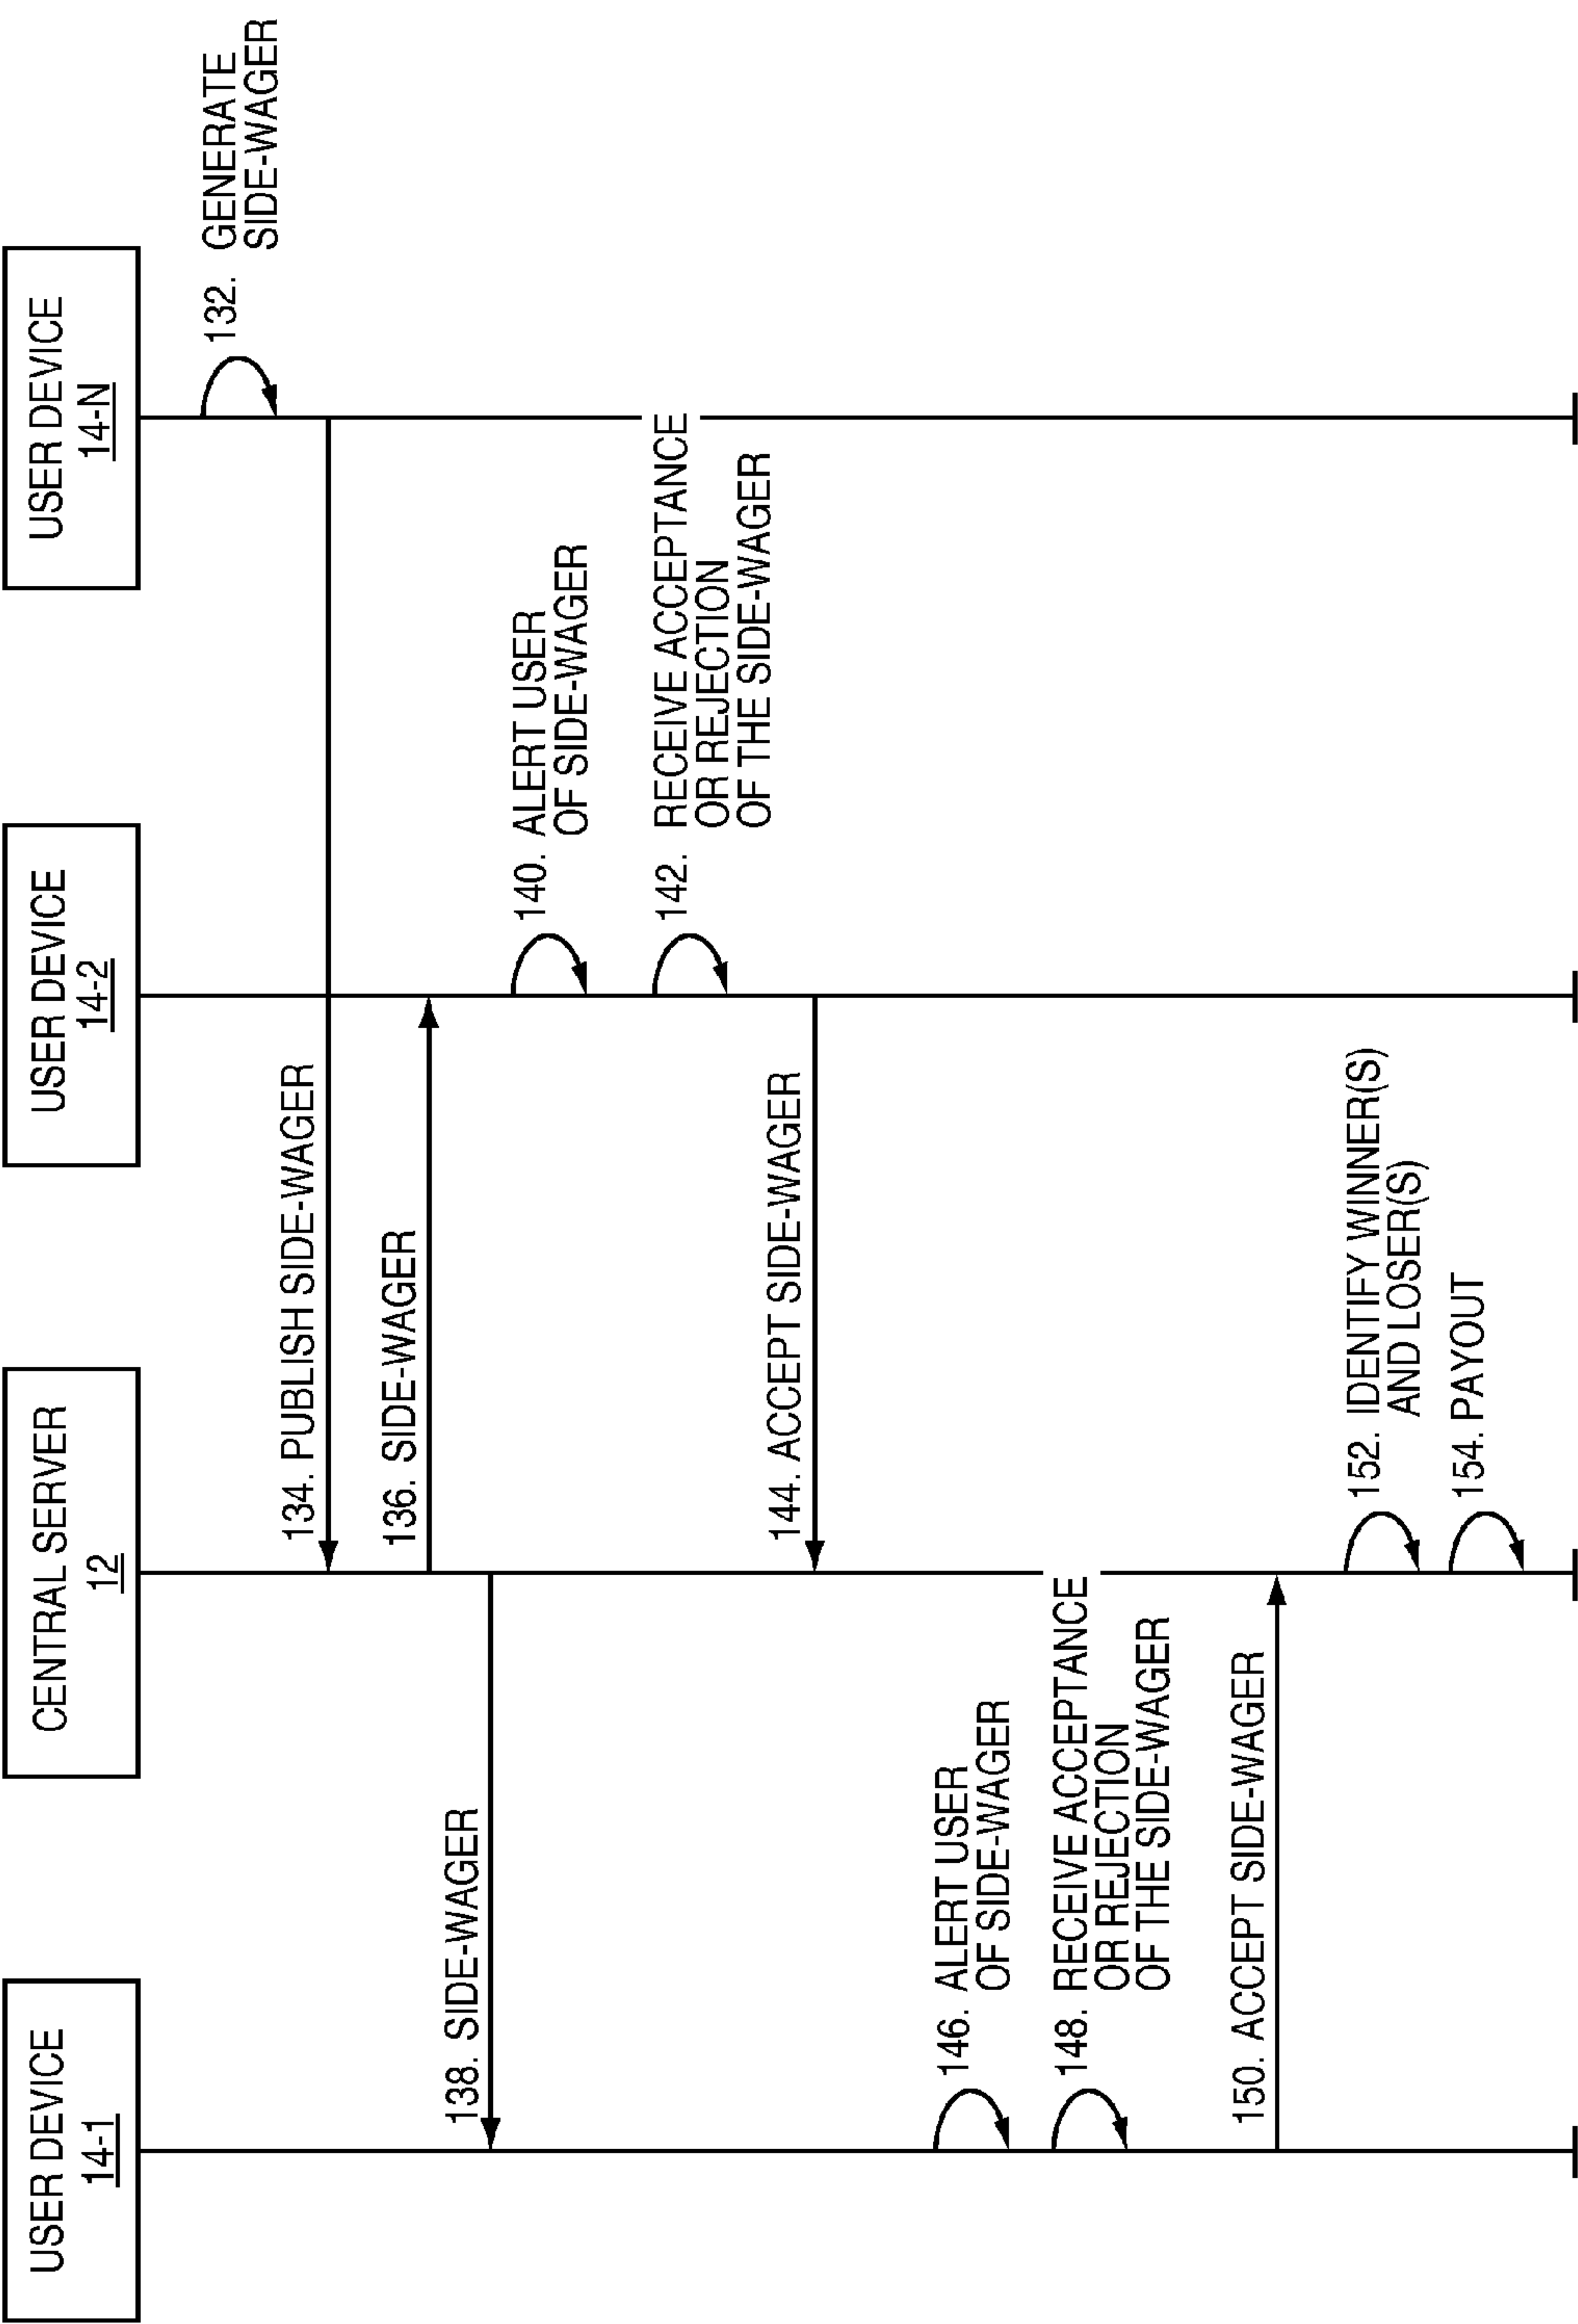 USER DEVICE
14-1
CENTRAL SERVER
12
USER DEVICE
14-2
USER DEVICE
14-N
132. GENERATE
SIDE-WAGER
134. PUBLISH SIDE-WAGER
136. SIDE-WAGER
138. SIDE-WAGER
140. ALERT USER
OF SIDE-WAGER
142. RECEIVE ACCEPTANCE
OR REJECTION
OF THE SIDE-WAGER
144. ACCEPT SIDE-WAGER
146. ALERT USER
OF SIDE-WAGER
148. RECEIVE ACCEPTANCE
OR REJECTION
OF THE SIDE-WAGER
150. ACCEPT SIDE-WAGER
152. IDENTIFY WINNER(S)
AND LOSER(S)
154. PAYOUT